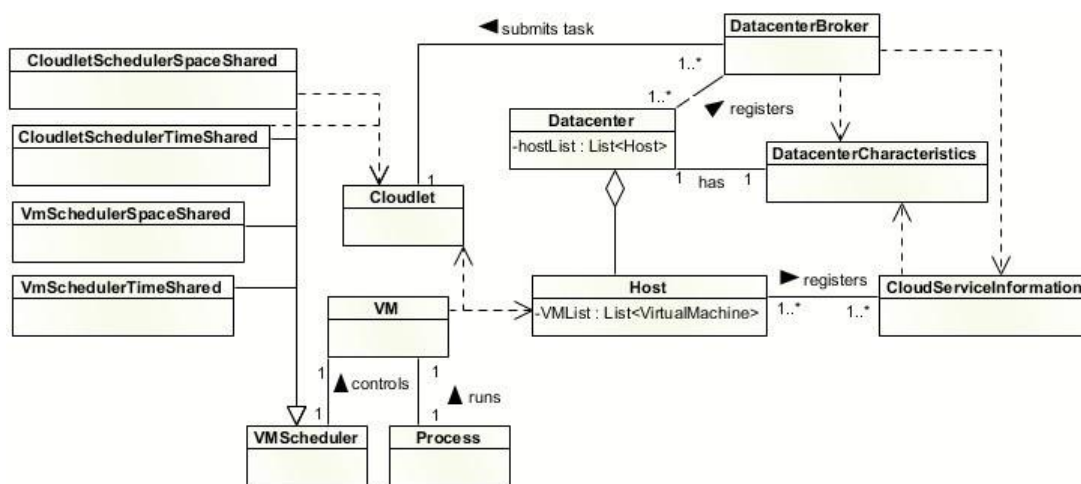 submits task
DatacenterBroker
CloudletSchedulerSpaceShared
1..*
1..*
registers
Datacenter
-hostList : List<Host>
CloudletSchedulerTimeShared
DatacenterCharacteristics
1
has
1
1
Cloudlet
VmSchedulerSpaceShared
registers
VmSchedulerTimeShared
Host
CloudServiceInformation
-VMList : List<VirtualMachine>
1..*
1..*
VM
1
controls
1
runs
1
1
VMScheduler
Process